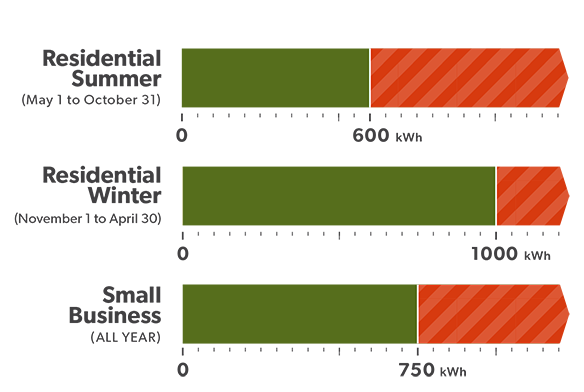 Residential
Summer
(May 1 to October 31)
0
600 kWh
Residential
Winter
(November 1 to April 30)
0
1000 kWh
Small
Business
(ALL YEAR)
0
750 kWh